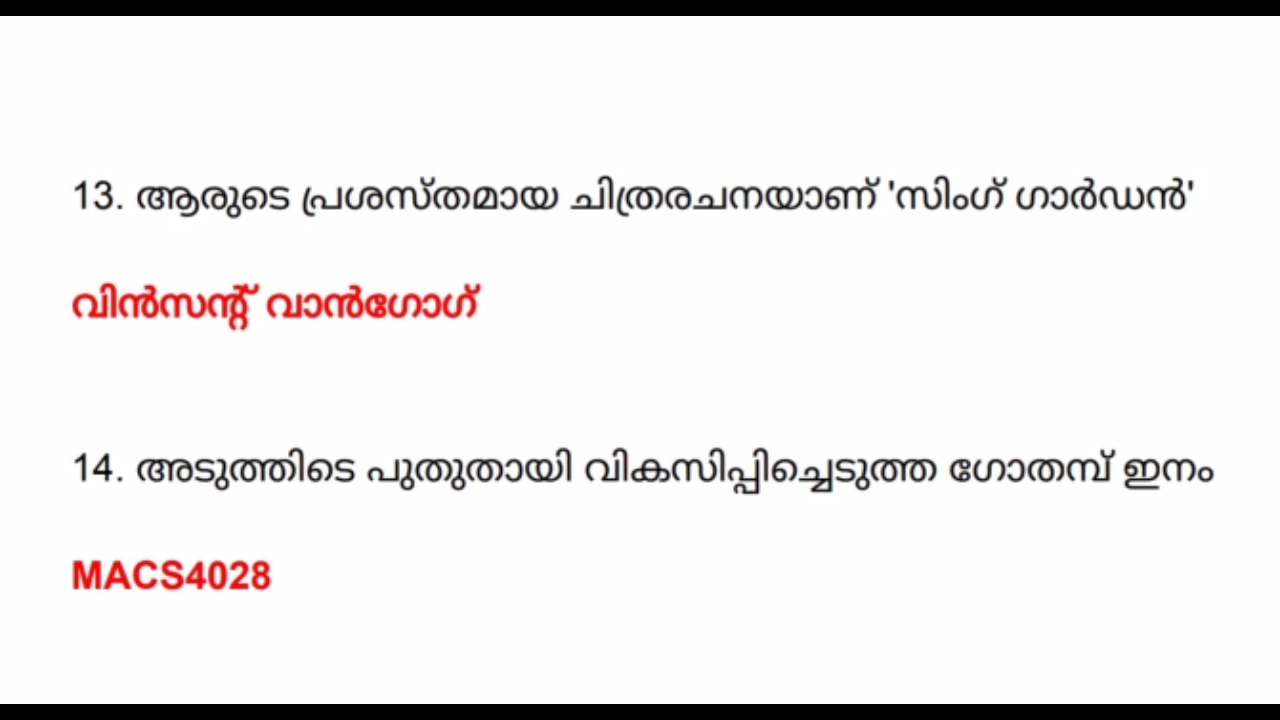 13. ആരുടെ പ്രശസ്തമായ ചിത്രരചനയാണ് 'സിംഗ് ഗാർഡൻ'
വിൻസന്റ് വാൻഗോഗ്
14. അടുത്തിടെ പുതുതായി വികസിപ്പിച്ചെടുത്ത ഗോതമ്പ് ഇനം
MACS4028